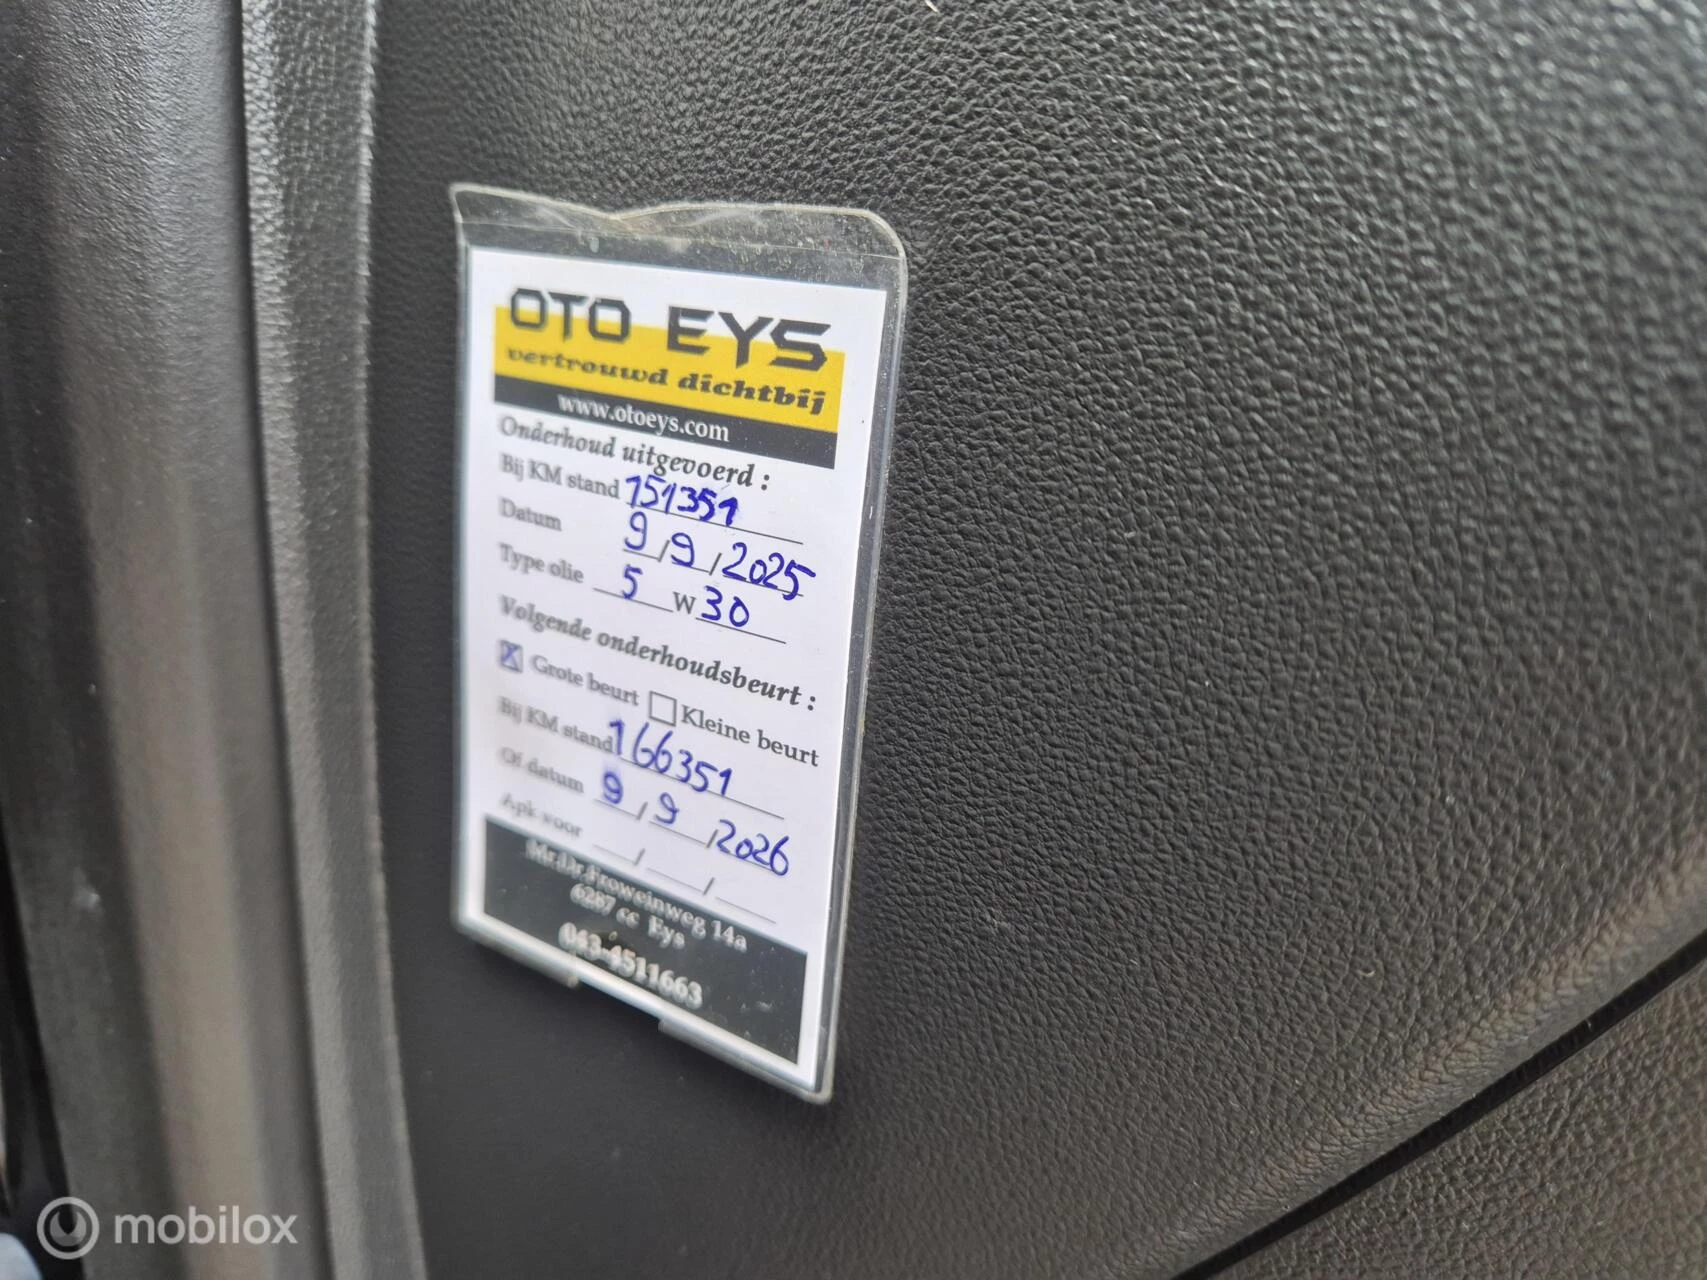 OTO EYS
vertrouwd dichtbij
www.otoeys.com
Onderhoud uitgevoerd :
Bij KM stand 151351
Datum 9/9/2025
Type olie 5 W 30
Volgende onderhoudsbeurt :
X Grote beurt Kleine beurt
Bij KM stand 166351
Of datum 9/9/2026
Apk voor / /
Mr.Dr.Froweinweg 14a
6287 cc Eys
043-4511663
mobilox